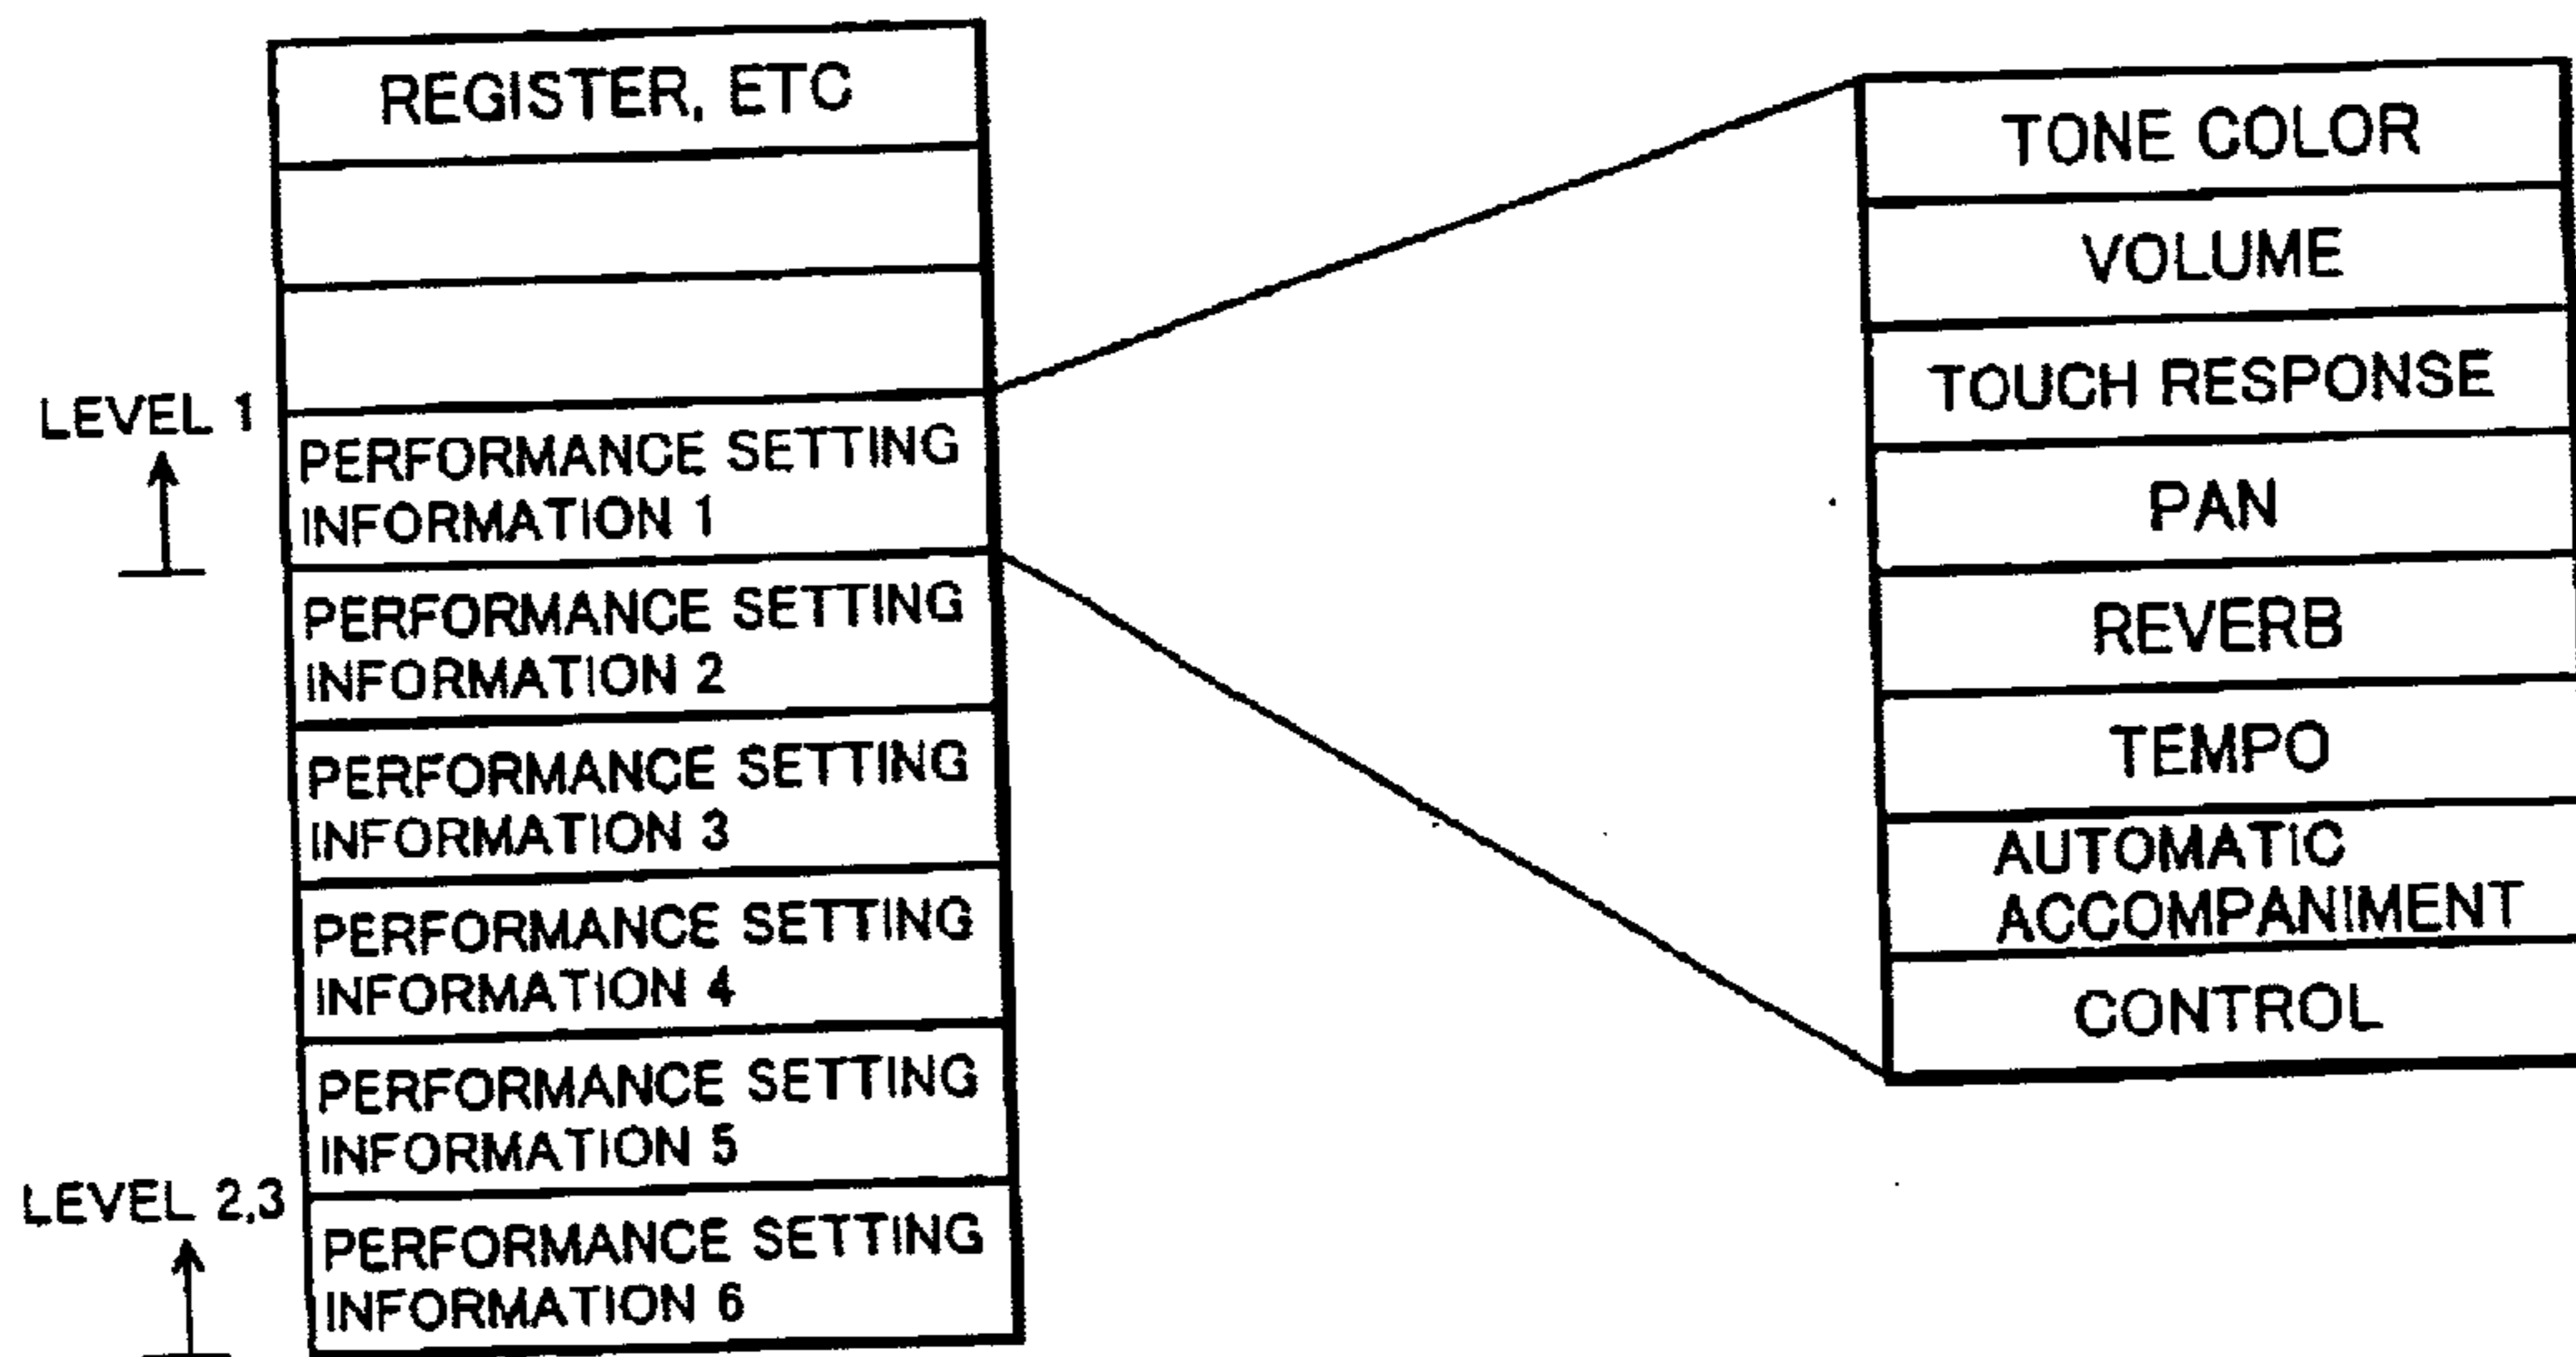 REGISTER, ETC
LEVEL 1
PERFORMANCE SETTING
INFORMATION 1
PERFORMANCE SETTING
INFORMATION 2
PERFORMANCE SETTING
INFORMATION 3
PERFORMANCE SETTING
INFORMATION 4
PERFORMANCE SETTING
INFORMATION 5
LEVEL 2,3
PERFORMANCE SETTING
INFORMATION 6
TONE COLOR
VOLUME
TOUCH RESPONSE
PAN
REVERB
TEMPO
AUTOMATIC
ACCOMPANIMENT
CONTROL